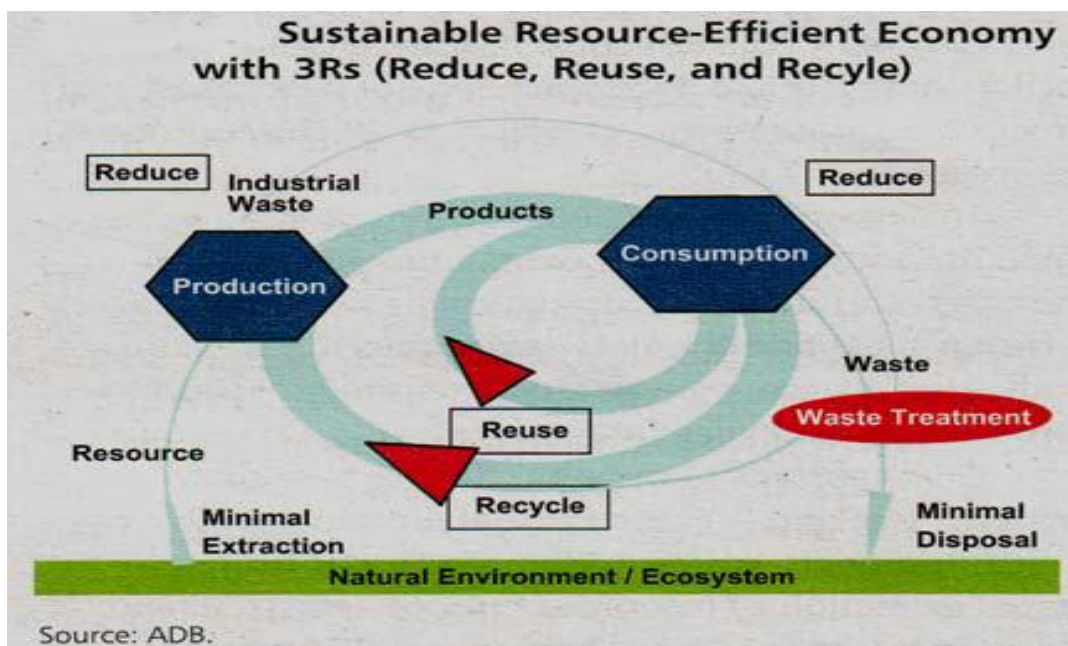 Sustainable Resource-Efficient Economy
with 3Rs (Reduce, Reuse, and Recyle)
Reduce
Industrial
Waste
Products
Reduce
Production
Consumption
Waste
Waste Treatment
Reuse
Resource
Recycle
Minimal
Extraction
Minimal
Disposal
Natural Environment / Ecosystem
Source: ADB.